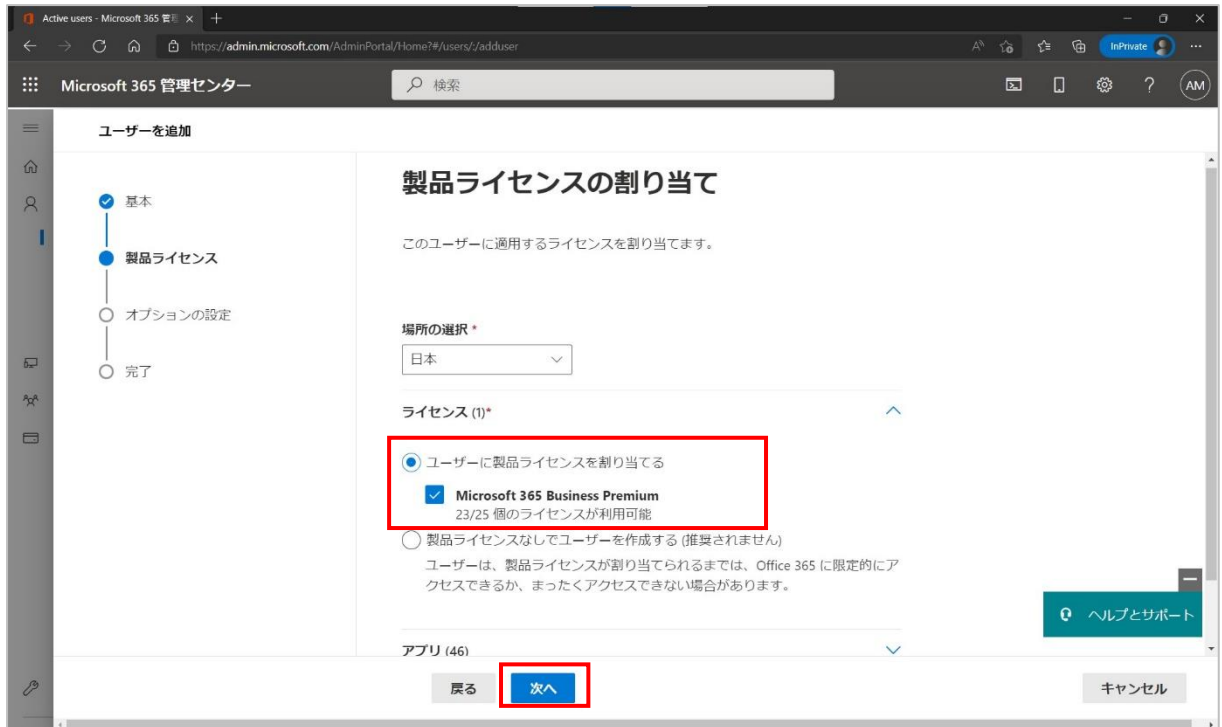 Active users - Microsoft 365 管理
https://admin.microsoft.com/AdminPortal/Home?#/users/:/adduser
InPrivate
Microsoft 365 管理センター
検索
AM
ユーザーを追加
基本
製品ライセンス
オプションの設定
完了
製品ライセンスの割り当て
このユーザーに適用するライセンスを割り当てます。
場所の選択 *
日本
ライセンス (1)*
ユーザーに製品ライセンスを割り当てる
Microsoft 365 Business Premium
23/25 個のライセンスが利用可能
製品ライセンスなしでユーザーを作成する (推奨されません)
ユーザーは、製品ライセンスが割り当てられるまでは、Office 365 に限定的にア
クセスできるか、まったくアクセスできない場合があります。
アプリ (46)
ヘルプとサポート
戻る
次へ
キャンセル